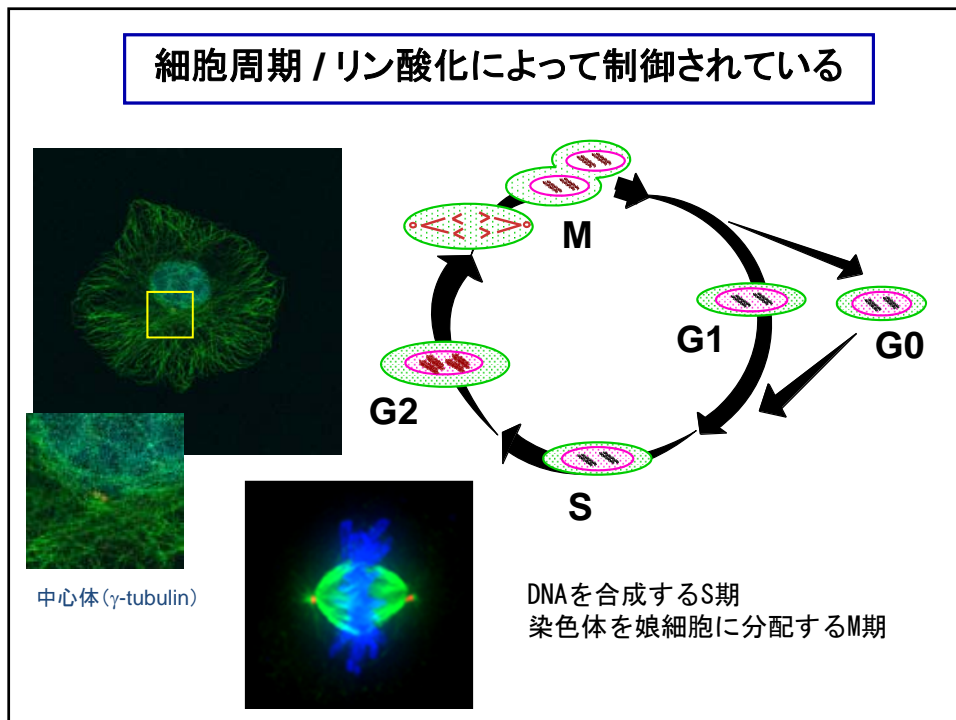 細胞周期 / リン酸化によって制御されている
M
G1
G0
G2
S
中心体(γ-tubulin)
DNAを合成するS期
染色体を娘細胞に分配するM期